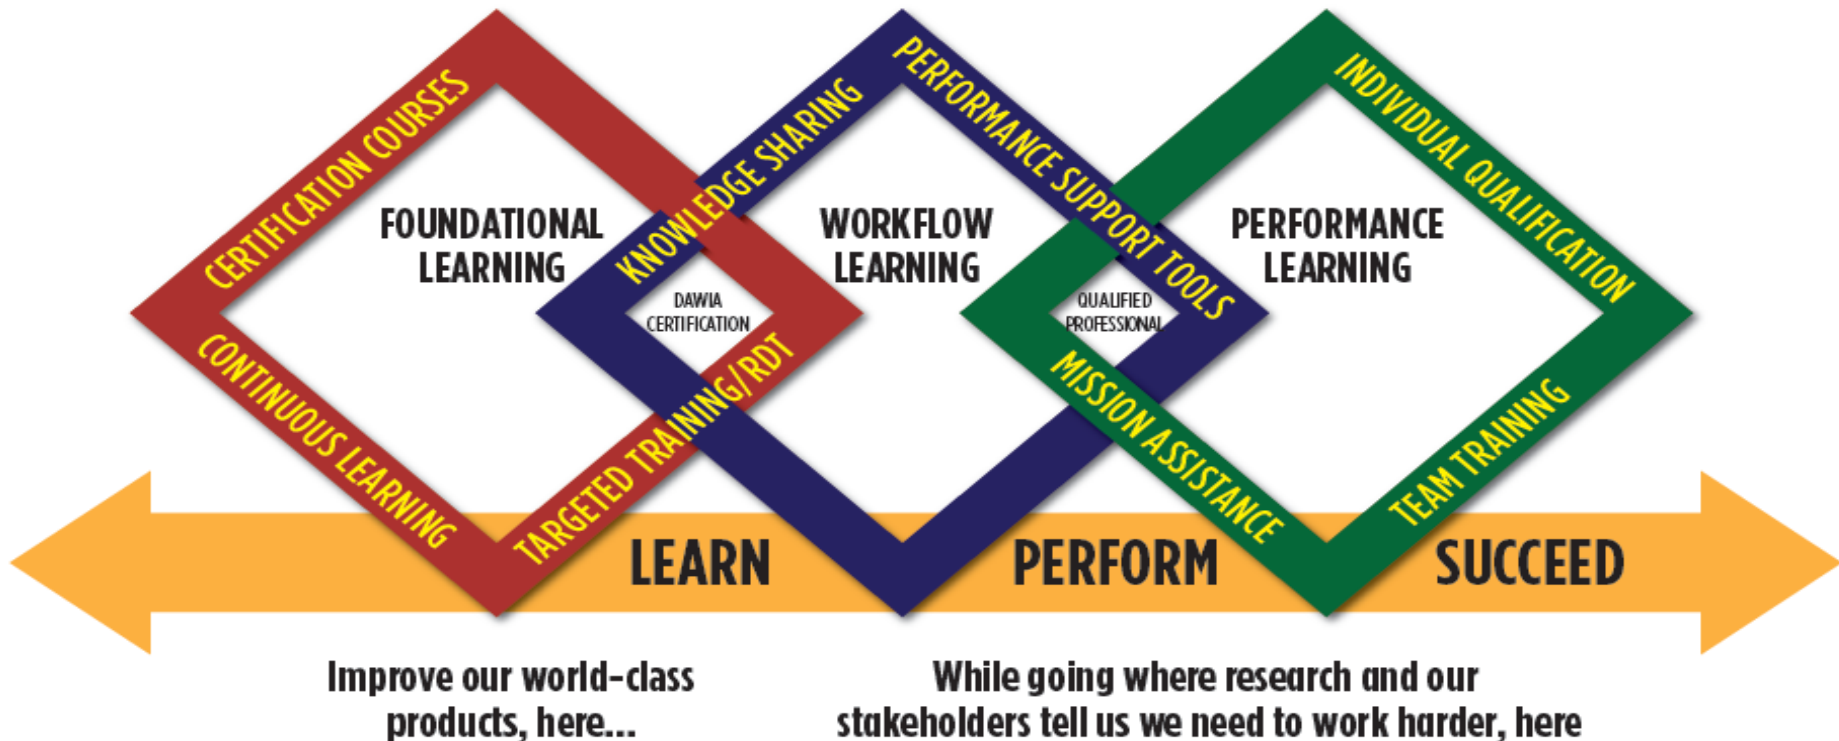 CERTIFICATION COURSES
CONTINUOUS LEARNING
FOUNDATIONAL
LEARNING
TARGETED TRAINING/RDT
KNOWLEDGE SHARING
DAWIA
CERTIFICATION
WORKFLOW
LEARNING
PERFORMANCE SUPPORT TOOLS
QUALIFIED
PROFESSIONAL
MISSION ASSISTANCE
PERFORMANCE
LEARNING
INDIVIDUAL QUALIFICATION
TEAM TRAINING
LEARN
PERFORM
SUCCEED
Improve our world-class
products, here...
While going where research and our
stakeholders tell us we need to work harder, here